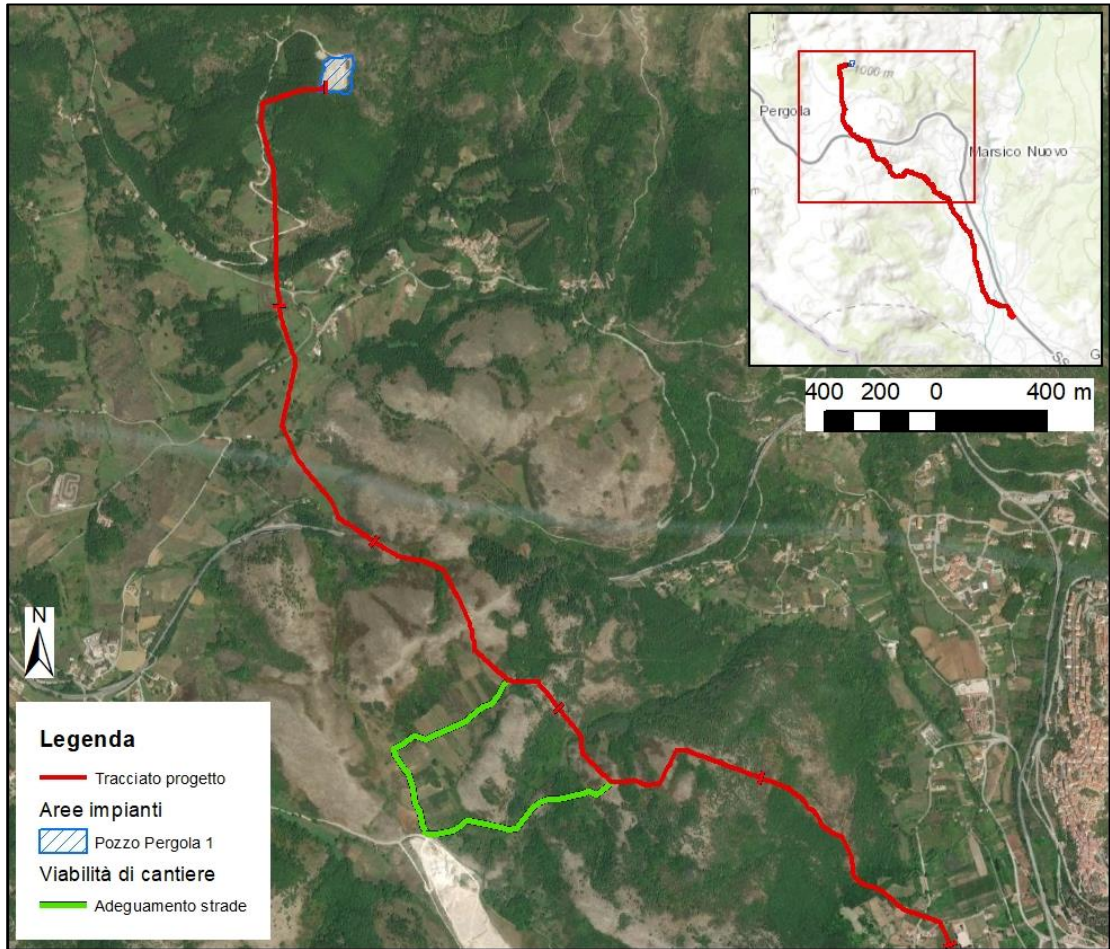 1000 m
Pergola
Marsico Nuovo
m
G
400 200 0 400 m
N
Legenda
Tracciato progetto
Aree impianti
Pozzo Pergola 1
Viabilità di cantiere
Adeguamento strade